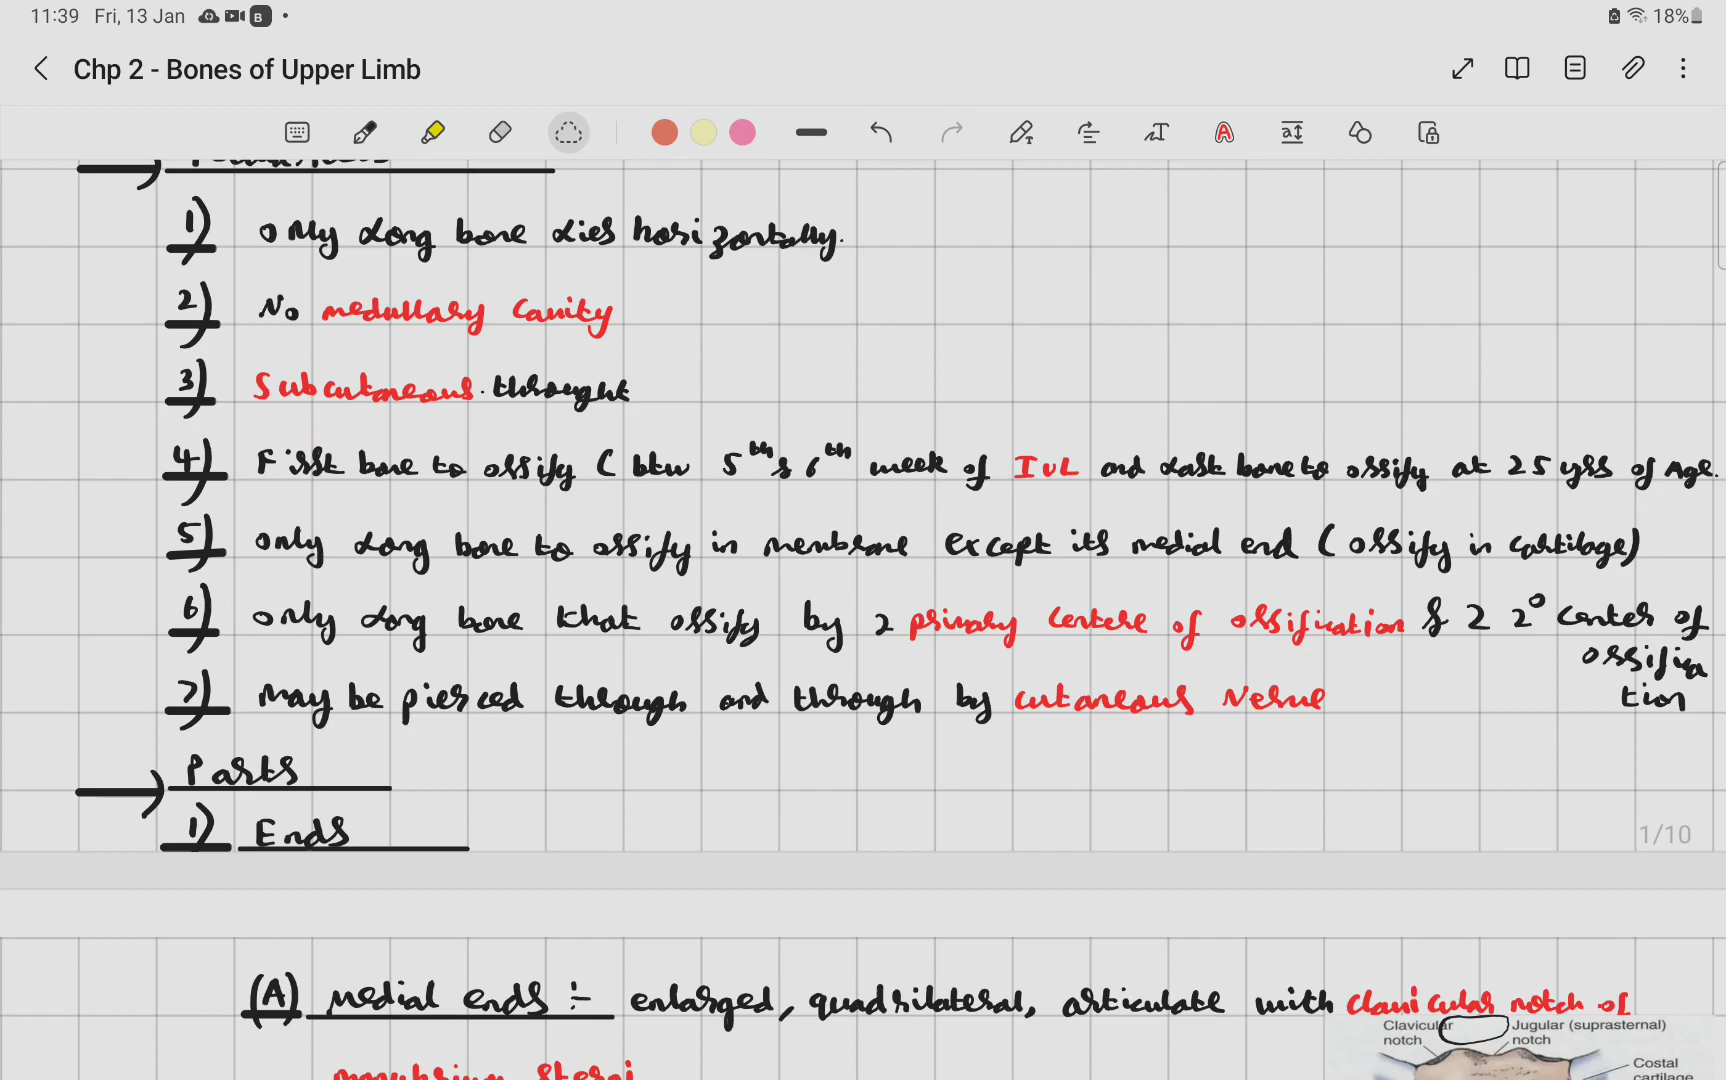 11:39 Fri, 13 Jan
18%
Chp 2 - Bones of Upper Limb
1) only long bone lies horizontally.
2) No medullary Cavity
3) Subcutaneous throught
4) First bone to ossify ( btw 5th & 6th week of IUL and last bone to ossify at 25 yrs of Age.
5) only long bone to ossify in membrane except its medial end ( ossify in cartilage)
6) only long bone that ossify by 2 primary centere of ossification & 2 2° center of
ossifica
tion
7) May be pierced through and through by cutaneous Nerve
Parts
1) Ends
1/10
(A) Medial ends :- enlarged, quadrilateral, articulate with clavicular notch of
Clavicular notch
Jugular (suprasternal) notch
Costal cartilage
manubrium sterni